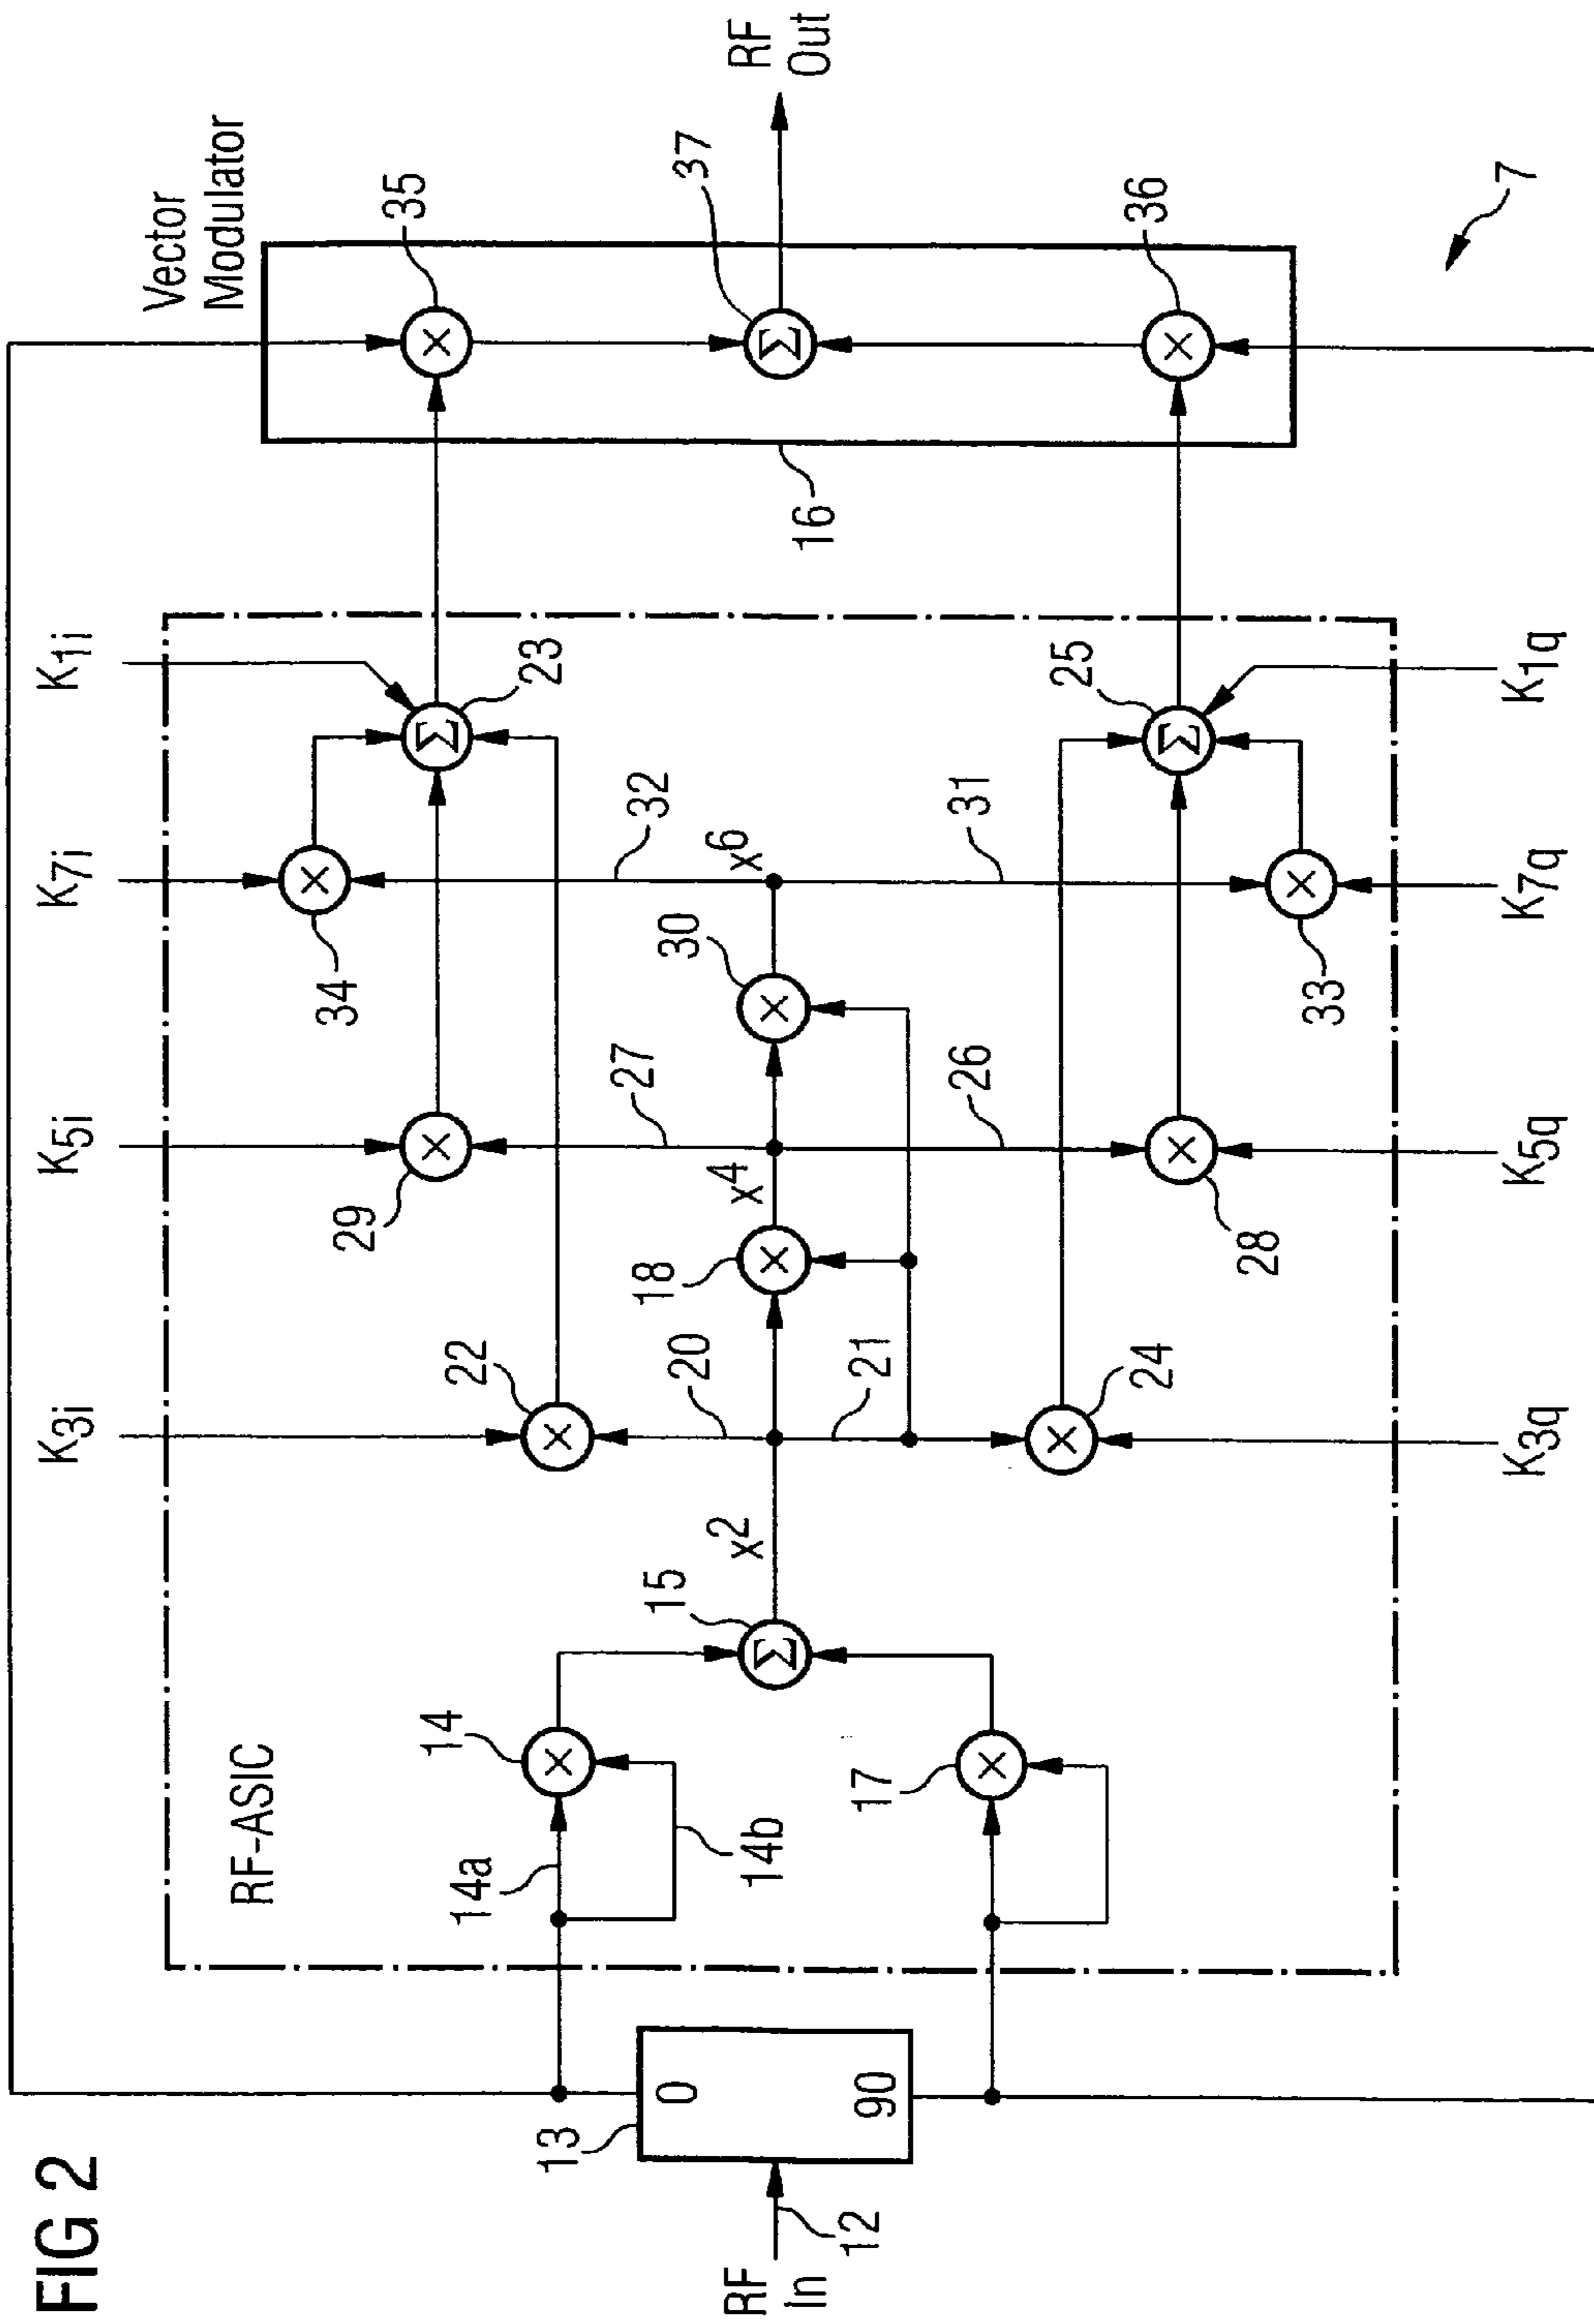 FIG 2
RF
In
12
13
0
90
RF-ASIC
14a
14b
14
17
15
x2
K3i
22
20
21
24
K3q
18
x4
K5i
29
27
26
28
K5q
30
x6
K7i
34
32
31
33
K7q
K1i
23
25
K1q
16
Vector
Modulator
35
37
36
RF
Out
7
Σ
Σ
Σ
Σ